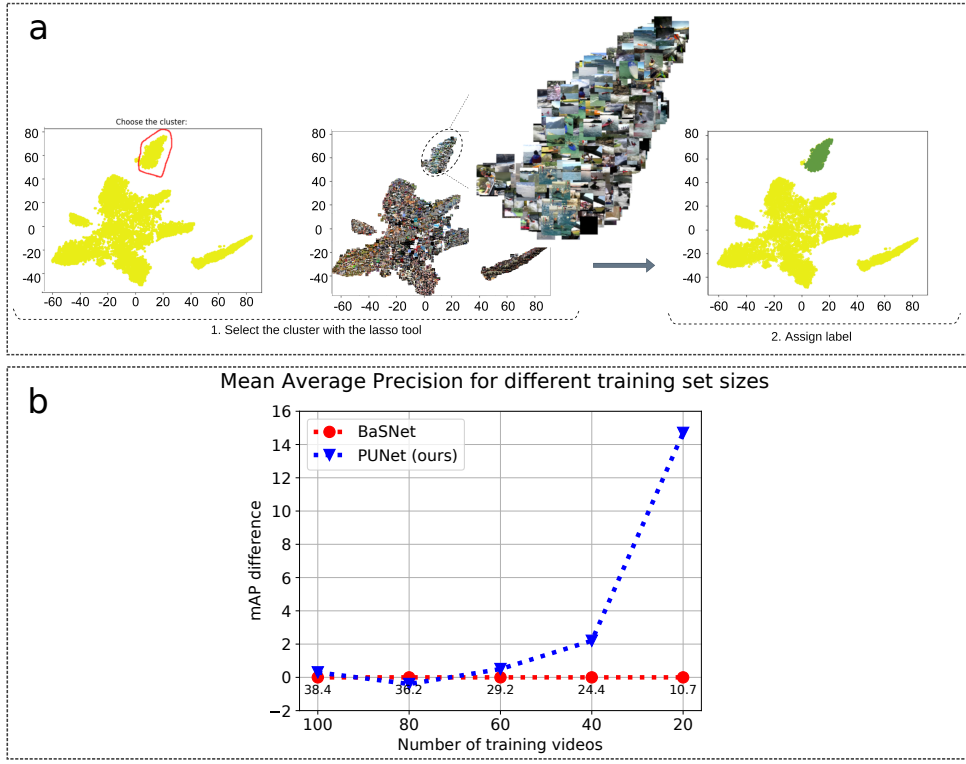 a
Choose the cluster:
80
60
40
20
0
-20
-40
-60 -40 -20 0 20 40 60 80
80
60
40
20
0
-20
-40
-60 -40 -20 0 20 40 60 80
80
60
40
20
0
-20
-40
-60 -40 -20 0 20 40 60 80
1. Select the cluster with the lasso tool
2. Assign label
b
Mean Average Precision for different training set sizes
BaSNet
PUNet (ours)
mAP difference
16
14
12
10
8
6
4
2
0
−2
38.4 36.2 29.2 24.4 10.7
100 80 60 40 20
Number of training videos